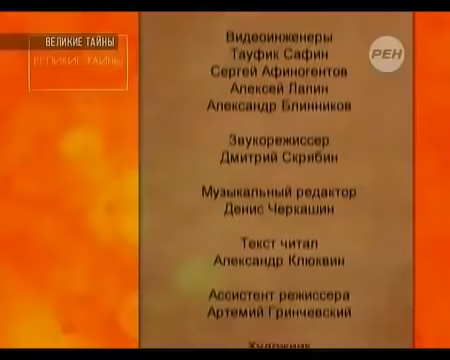 ВЕЛИКИЕ ТАЙНЫ
ВЕЛИКИЕ ТАЙНЫ
РЕН
Видеоинженеры
Тауфик Сафин
Сергей Афиногентов
Алексей Лапин
Александр Блинников
Звукорежиссер
Дмитрий Скрябин
Музыкальный редактор
Денис Черкашин
Текст читал
Александр Клюквин
Ассистент режиссера
Артемий Гринчевский
Художник